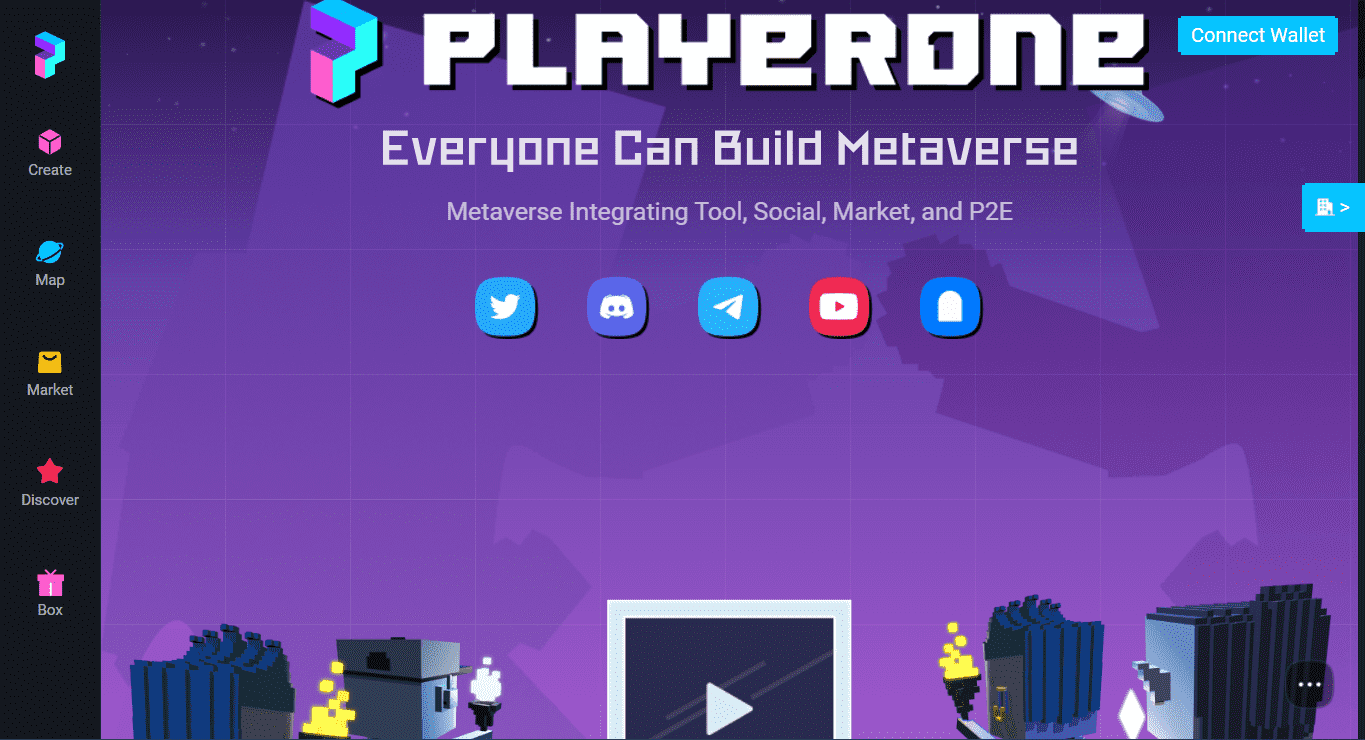 PLAYERONE
Connect Wallet
Everyone Can Build Metaverse
Metaverse Integrating Tool, Social, Market, and P2E
>
Create
Map
Market
Discover
Box